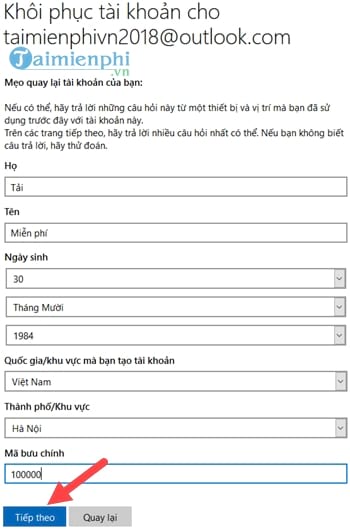 Khôi phục tài khoản cho
taimienphivn2018@outlook.com
Taimienphi
.vn
Mẹo quay lại tài khoản của bạn:
Nếu có thể, hãy trả lời những câu hỏi này từ một thiết bị và vị trí mà bạn đã sử
dụng trước đây với tài khoản này.
Trên các trang tiếp theo, hãy trả lời nhiều câu hỏi nhất có thể. Nếu bạn không biết
câu trả lời, hãy thử đoán.
Họ
Tải
Tên
Miễn phí
Ngày sinh
30
Tháng Mười
1984
Quốc gia/khu vực mà bạn tạo tài khoản
Việt Nam
Thành phố/Khu vực
Hà Nội
Mã bưu chính
100000
Tiếp theo
Quay lại